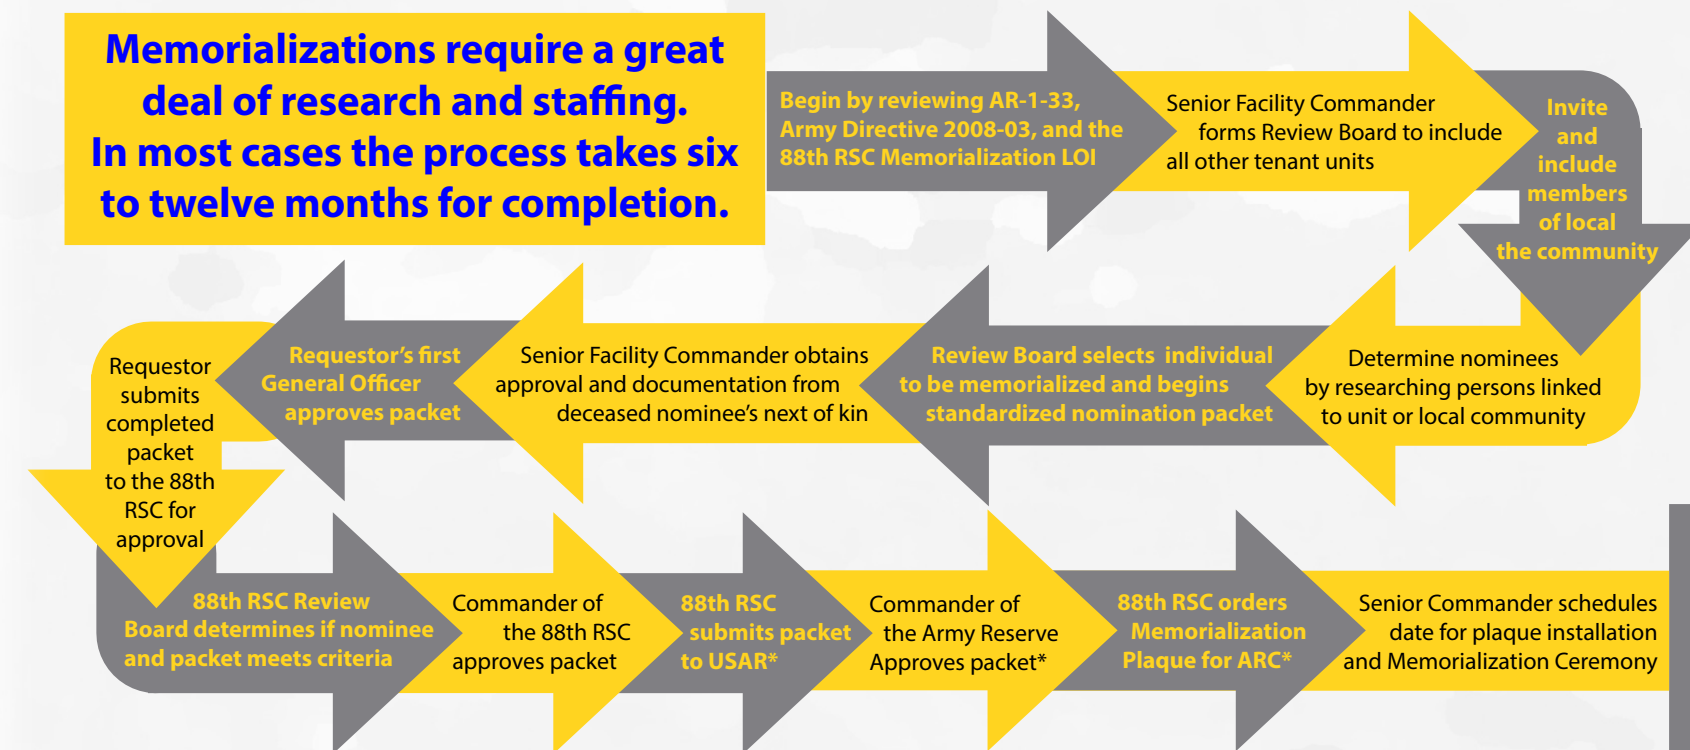 Memorializations require a great
deal of research and staffing.
In most cases the process takes six
to twelve months for completion.
Begin by reviewing AR-1-33,
Army Directive 2008-03, and the
88th RSC Memorialization LOI
Senior Facility Commander
forms Review Board to include
all other tenant units
Invite
and
include
members
of local
the community
Determine nominees
by researching persons linked
to unit or local community
Review Board selects individual
to be memorialized and begins
standardized nomination packet
Senior Facility Commander obtains
approval and documentation from
deceased nominee's next of kin
Requestor's first
General Officer
approves packet
Requestor
submits
completed
packet
to the 88th
RSC for
approval
88th RSC Review
Board determines if nominee
and packet meets criteria
Commander of
the 88th RSC
approves packet
88th RSC
submits packet
to USAR*
Commander of
the Army Reserve
Approves packet*
88th RSC orders
Memorialization
Plaque for ARC*
Senior Commander schedules
date for plaque installation
and Memorialization Ceremony